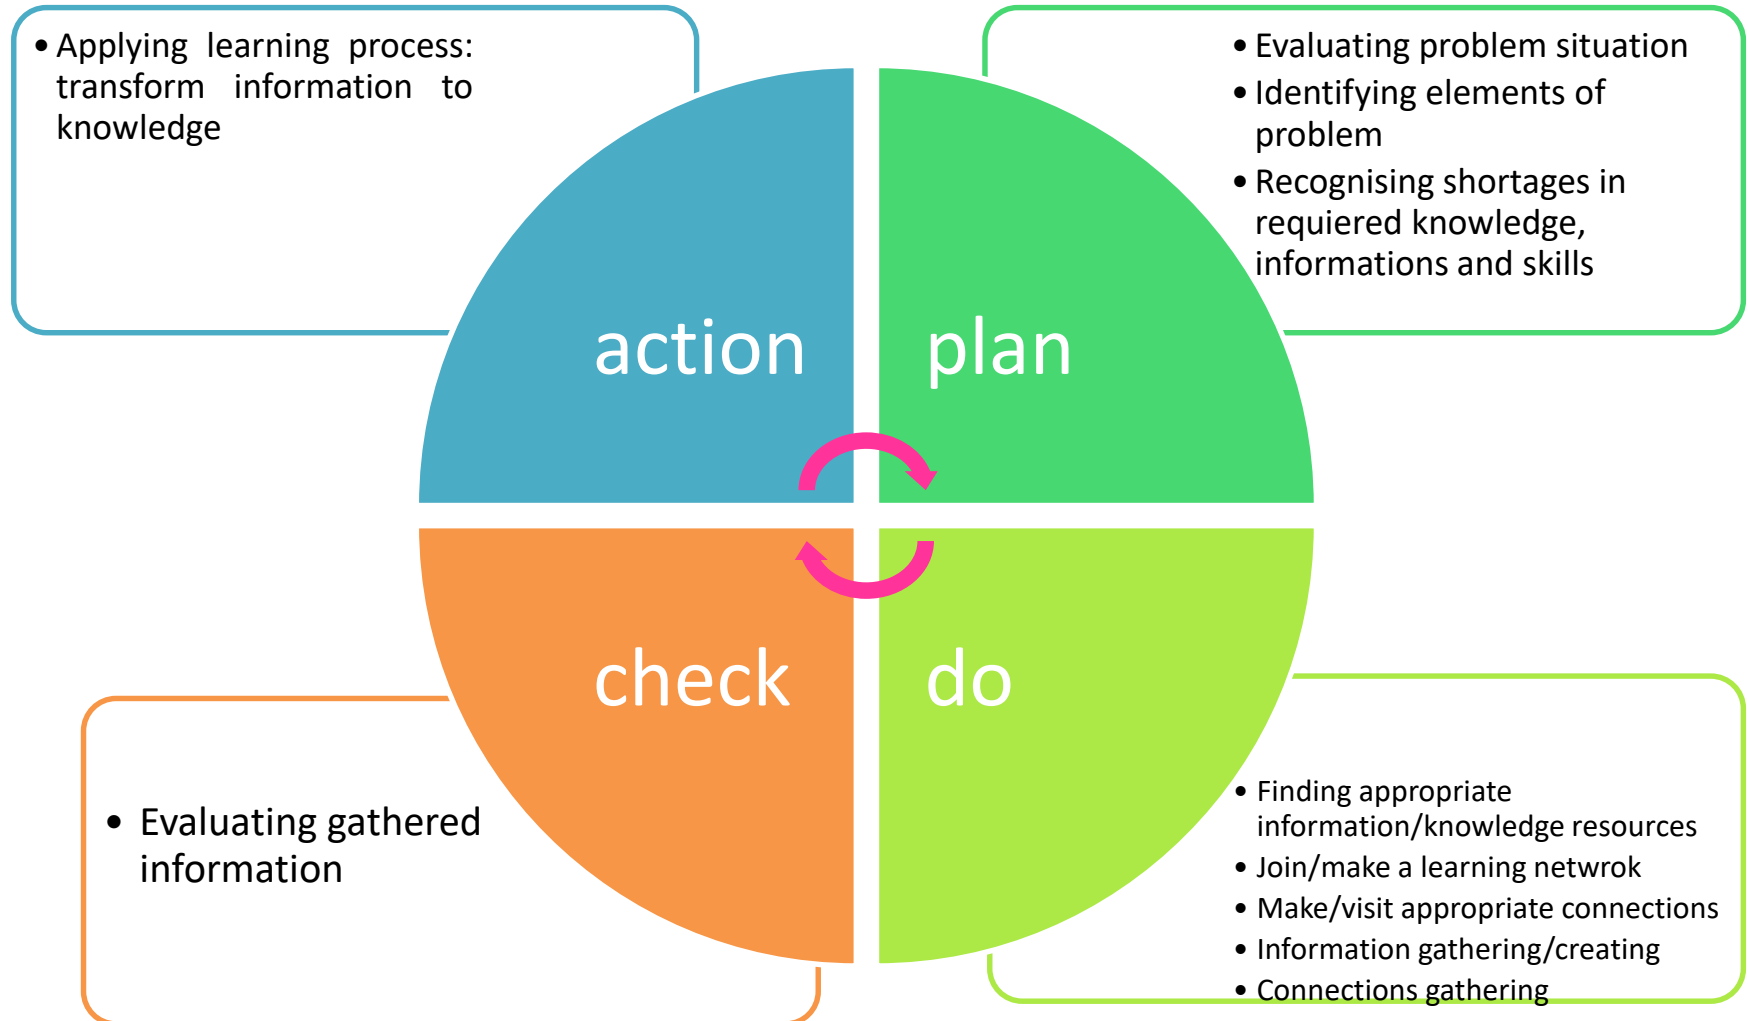 • Applying learning process:
transform information to
knowledge
• Evaluating problem situation
• Identifying elements of
problem
• Recognising shortages in
requiered knowledge,
informations and skills
action
plan
check
do
• Evaluating gathered
information
• Finding appropriate
information/knowledge resources
• Join/make a learning netwrok
• Make/visit appropriate connections
• Information gathering/creating
• Connections gathering